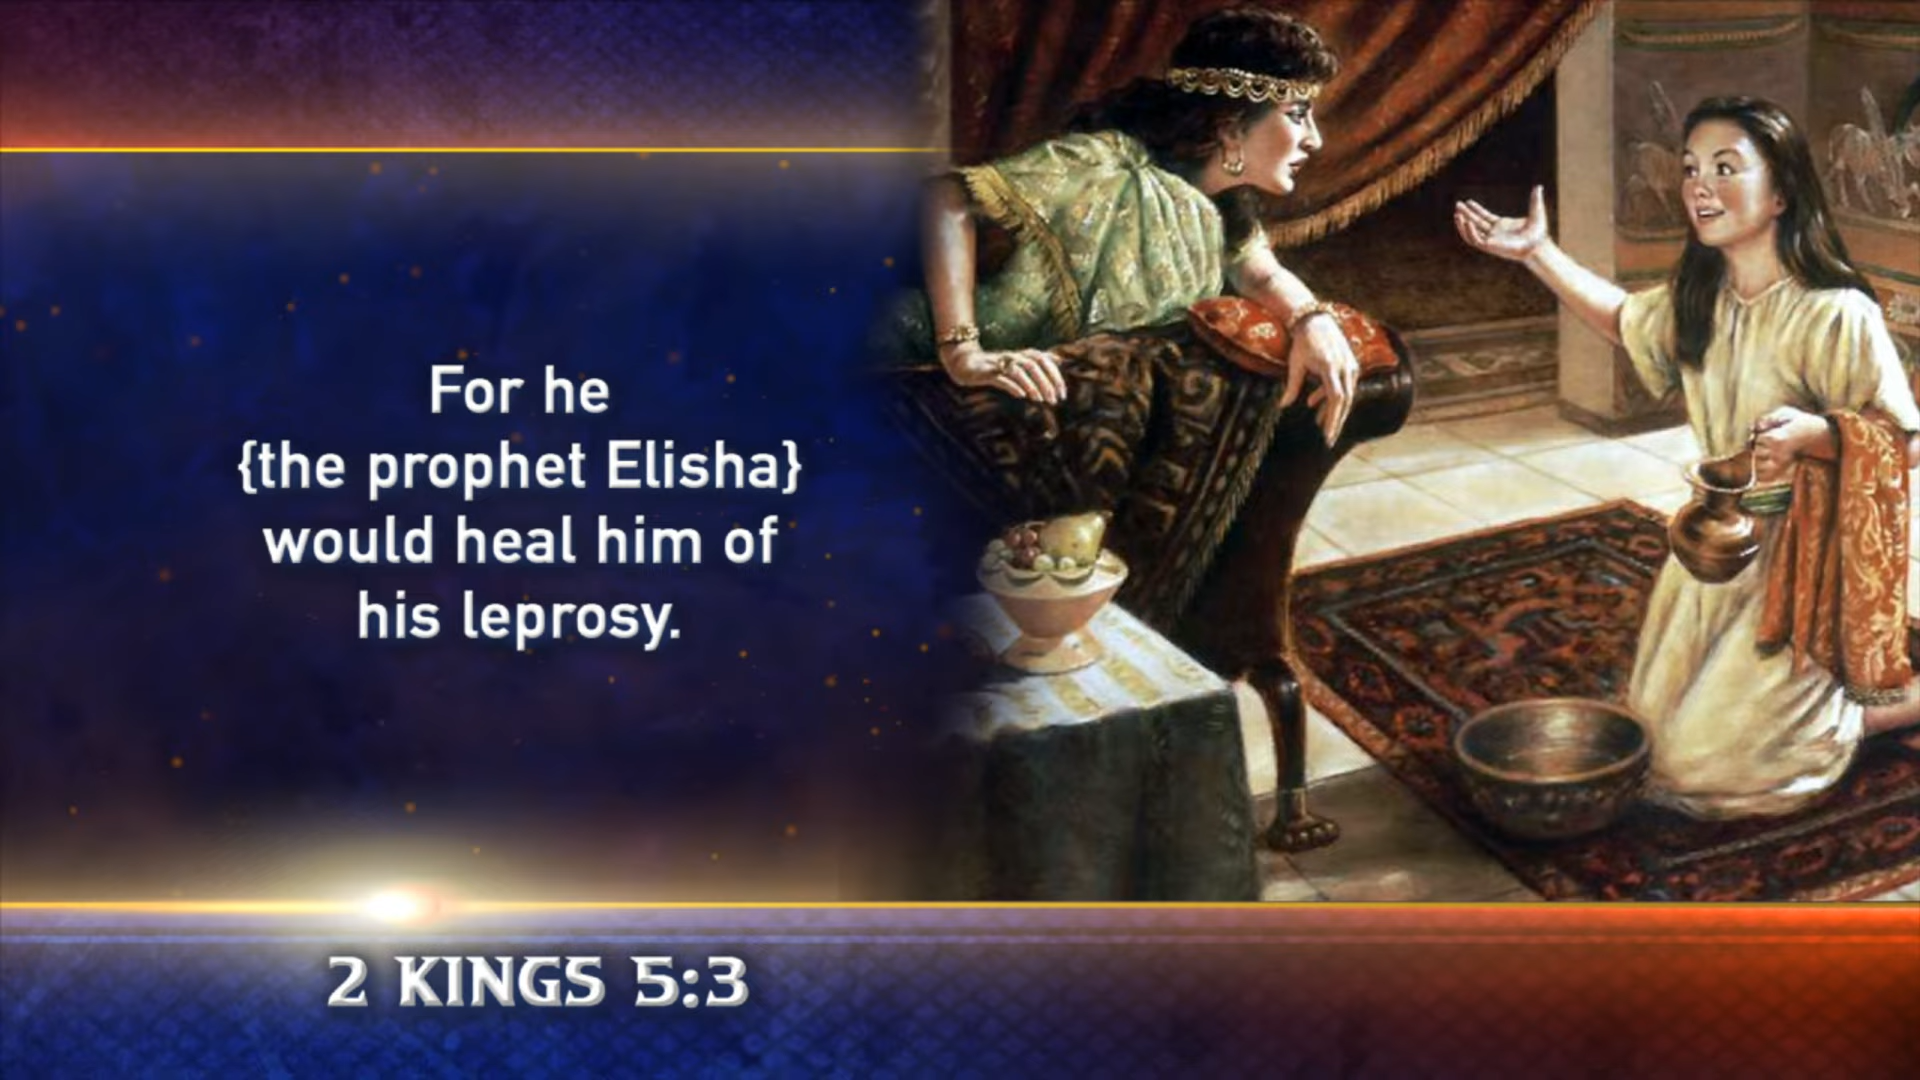 For he
{the prophet Elisha}
would heal him of
his leprosy.
2 KINGS 5:3